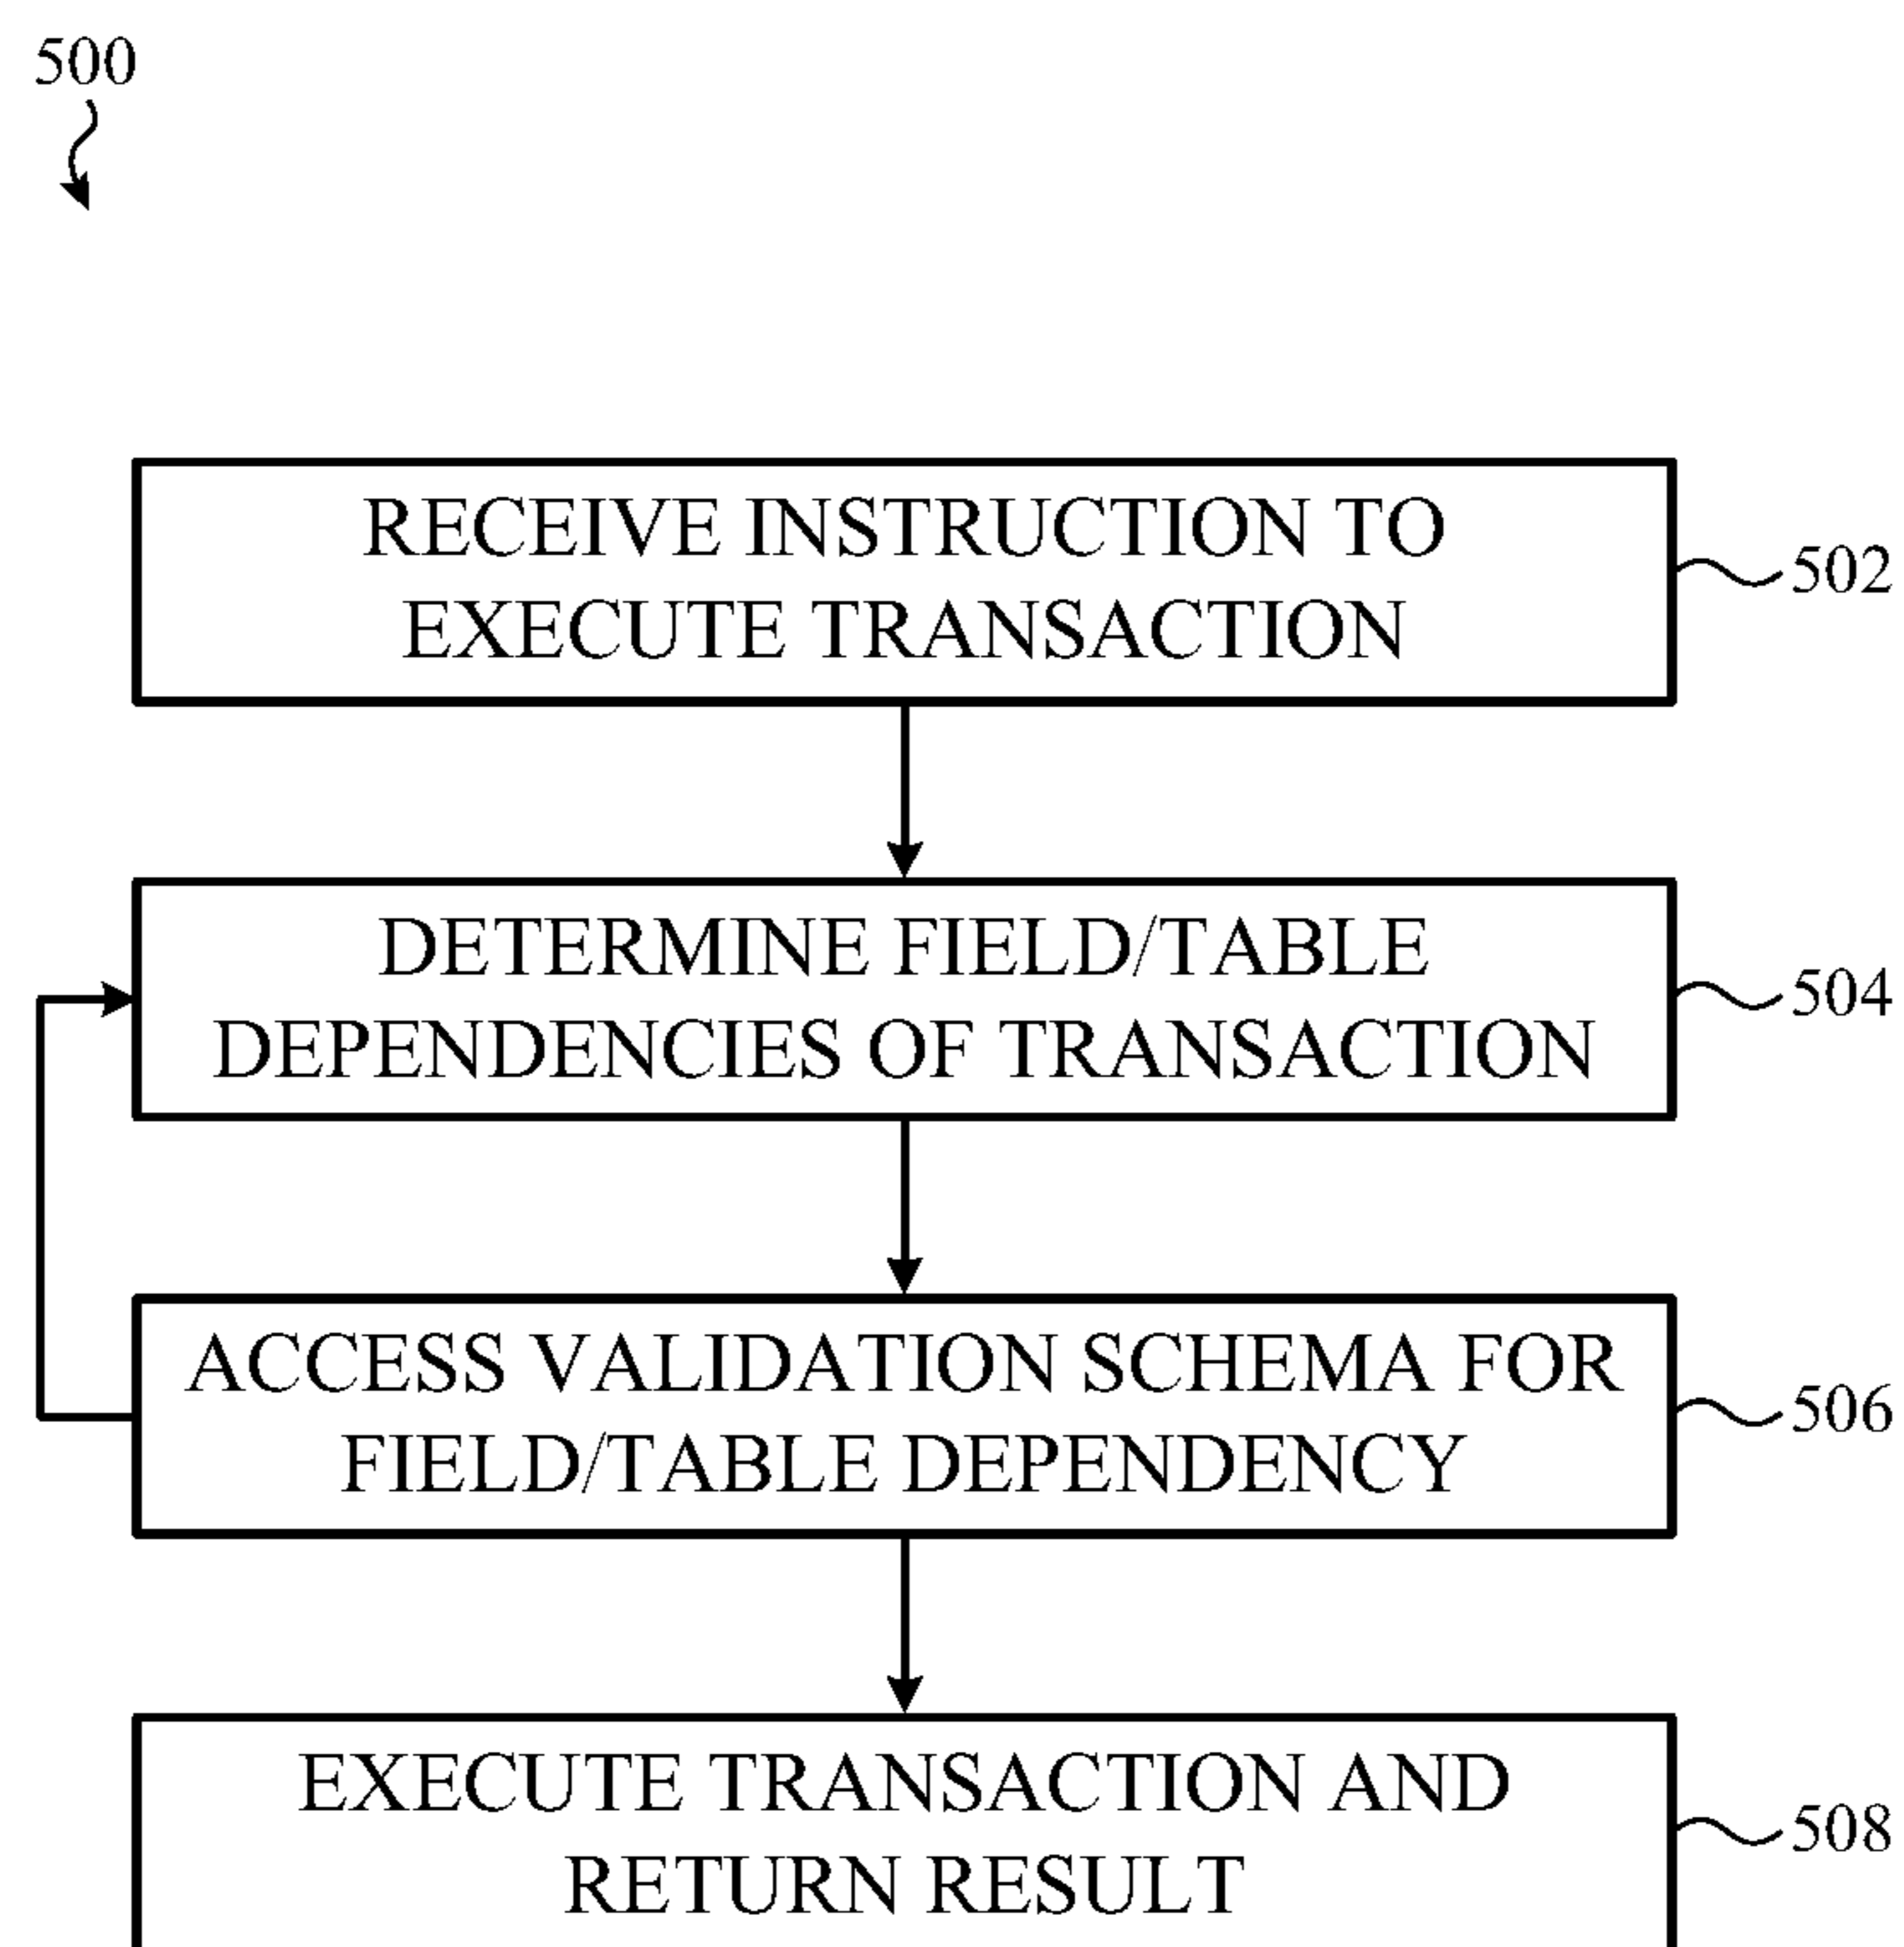 500
RECEIVE INSTRUCTION TO
EXECUTE TRANSACTION
502
DETERMINE FIELD/TABLE
DEPENDENCIES OF TRANSACTION
504
ACCESS VALIDATION SCHEMA FOR
FIELD/TABLE DEPENDENCY
506
EXECUTE TRANSACTION AND
RETURN RESULT
508